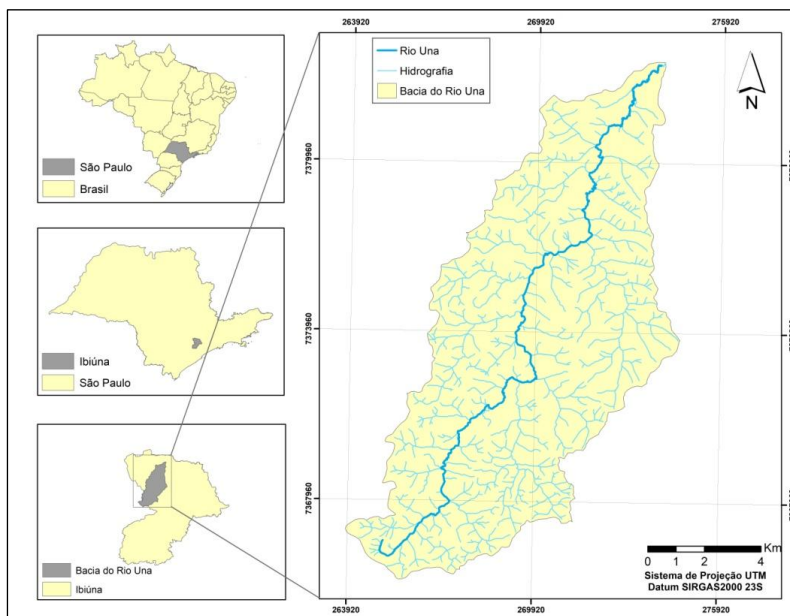 São Paulo
Brasil
Ibiúna
São Paulo
Bacia do Rio Una
Ibiúna
263920
269920
275920
Rio Una
Hidrografia
Bacia do Rio Una
N
7379960
7373960
7367960
Km
0 1 2 4
Sistema de Projeção UTM
Datum SIRGAS2000 23S
263920
269920
275920